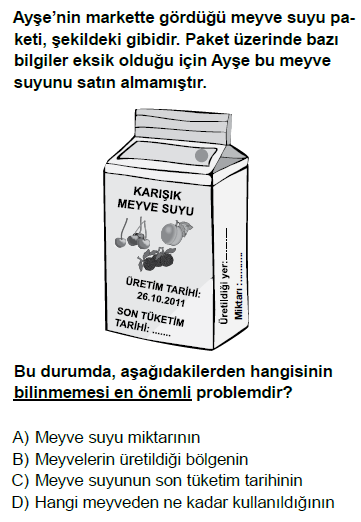 Ayşe’nin markette gördüğü meyve suyu pa-
keti, şekildeki gibidir. Paket üzerinde bazı
bilgiler eksik olduğu için Ayşe bu meyve
suyunu satın almamıştır.
KARIŞIK
MEYVE SUYU
ÜRETİM TARİHİ:
26.10.2011
SON TÜKETİM
TARİHİ: .......
Üretildiği yer:..........
Miktarı :..........
Bu durumda, aşağıdakilerden hangisinin
bilinmemesi en önemli problemdir?
A) Meyve suyu miktarının
B) Meyvelerin üretildiği bölgenin
C) Meyve suyunun son tüketim tarihinin
D) Hangi meyveden ne kadar kullanıldığının